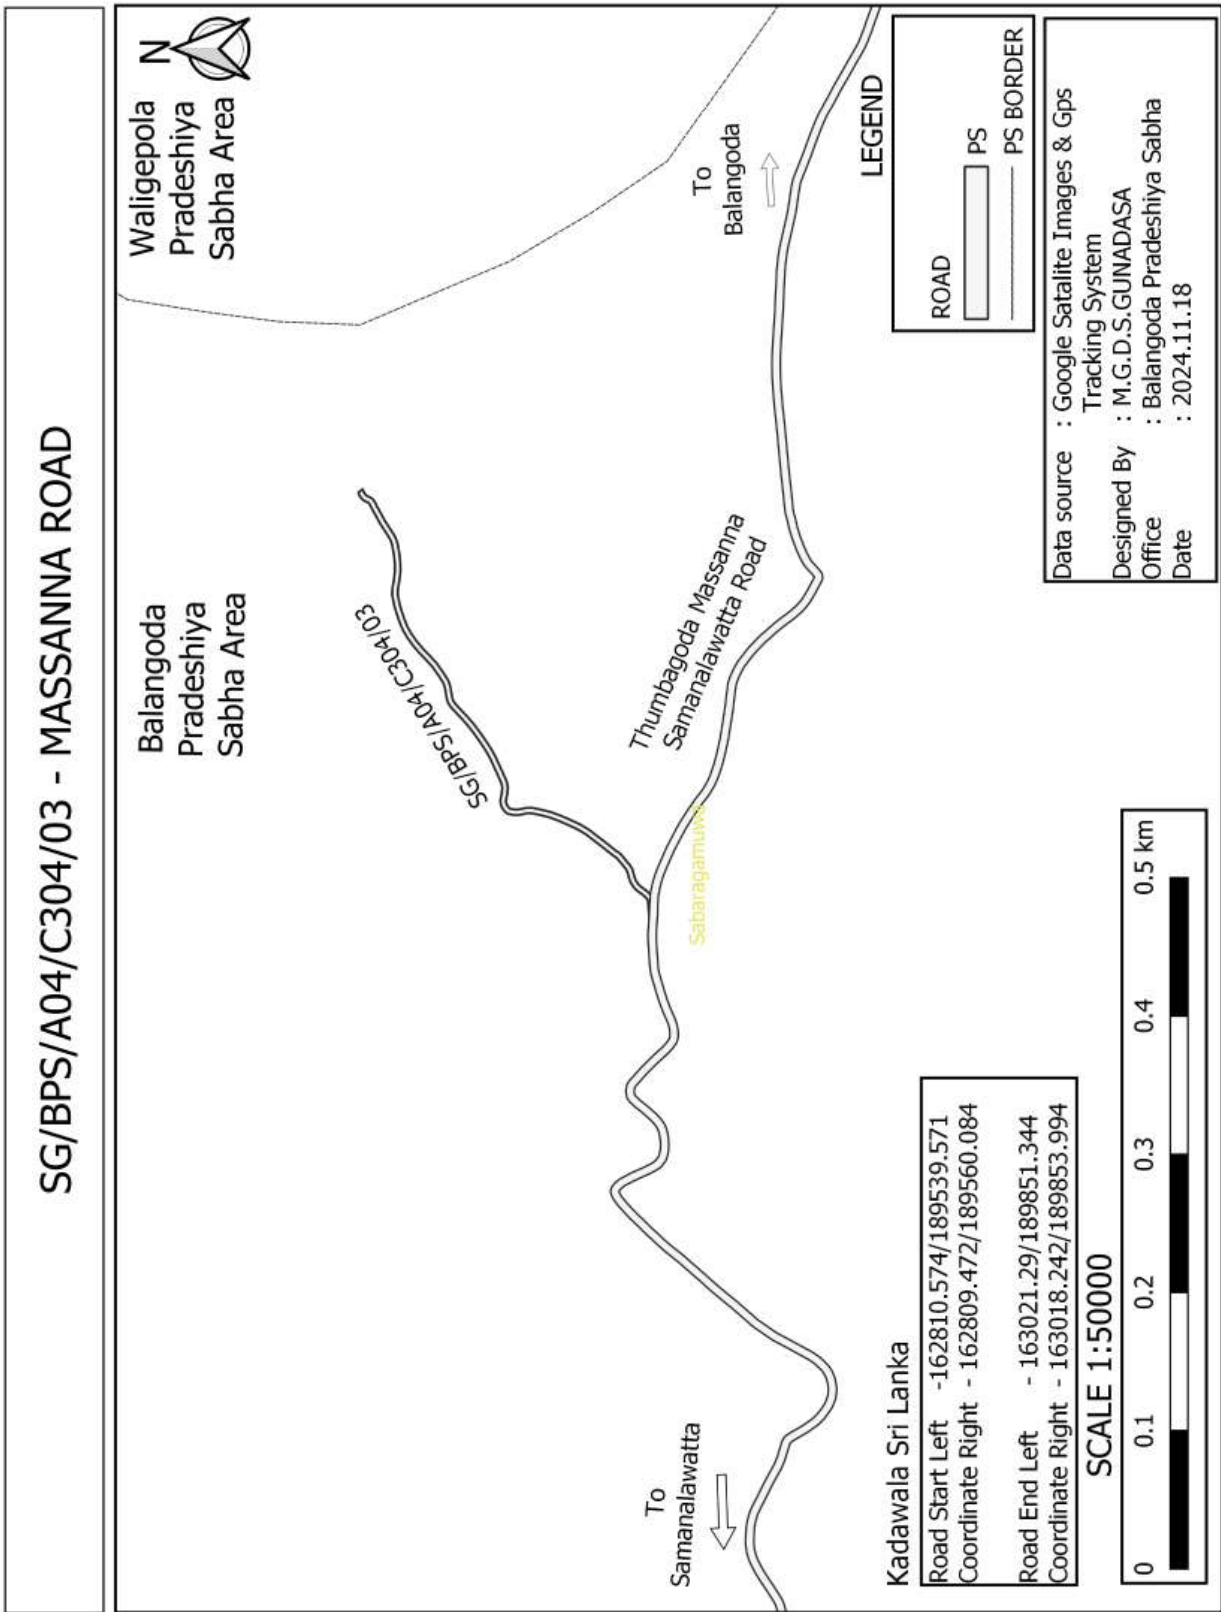 SG/BPS/A04/C304/03 - MASSANNA ROAD
Balangoda
Pradeshiya
Sabha Area
Waligepola
Pradeshiya
Sabha Area
N
SG/BPS/A04/C304/03
Thumbagoda Massanna
Samanalawatta Road
To
Balangoda
Sabaragamuwa
To
Samanalawatta
Kadawala Sri Lanka
Road Start Left -162810.574/189539.571
Coordinate Right - 162809.472/189560.084
Road End Left - 163021.29/189851.344
Coordinate Right - 163018.242/189853.994
SCALE 1:50000
0 0.1 0.2 0.3 0.4 0.5 km
LEGEND
ROAD
PS
PS BORDER
Data source : Google Satalite Images & Gps
Tracking System
Designed By : M.G.D.S.GUNADASA
Office : Balangoda Pradeshiya Sabha
Date : 2024.11.18